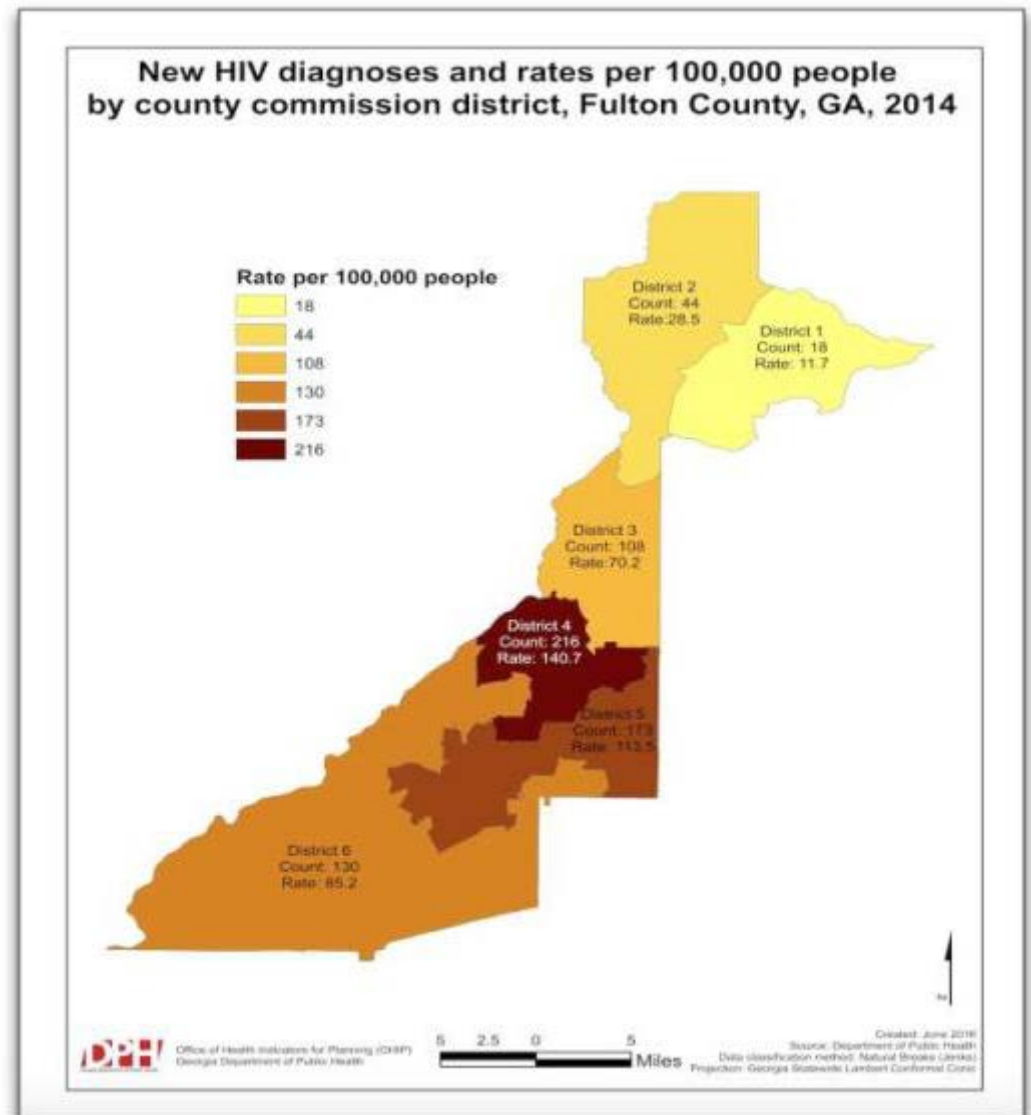 New HIV diagnoses and rates per 100,000 people
by county commission district, Fulton County, GA, 2014
Rate per 100,000 people
18
44
108
130
173
216
District 2
Count: 44
Rate:28.5
District 1
Count: 18
Rate: 11.7
District 3
Count: 108
Rate:70.2
District 4
Count: 216
Rate: 140.7
District 5
Count: 173
Rate: 113.5
District 6
Count: 130
Rate: 85.2
N
DPH
Office of Health Indicators for Planning (OHIP)
Georgia Department of Public Health
5 2.5 0 5
Miles
Created: June 2016
Source: Department of Public Health
Data classification method: Natural Breaks (Jenks)
Projection: Georgia Statewide Lambert Conformal Conic